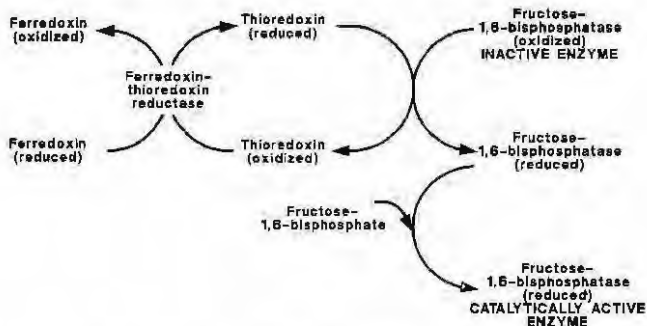 Ferredoxin
(oxidized)
Thioredoxin
(reduced)
Fructose-
1,6-bisphosphatase
(oxidized)
INACTIVE ENZYME
Ferredoxin-
thioredoxin
reductase
Ferredoxin
(reduced)
Thioredoxin
(oxidized)
Fructose-
1,6-bisphosphatase
(reduced)
Fructose-
1,6-bisphosphate
Fructose-
1,6-bisphosphatase
(reduced)
CATALYTICALLY ACTIVE
ENZYME